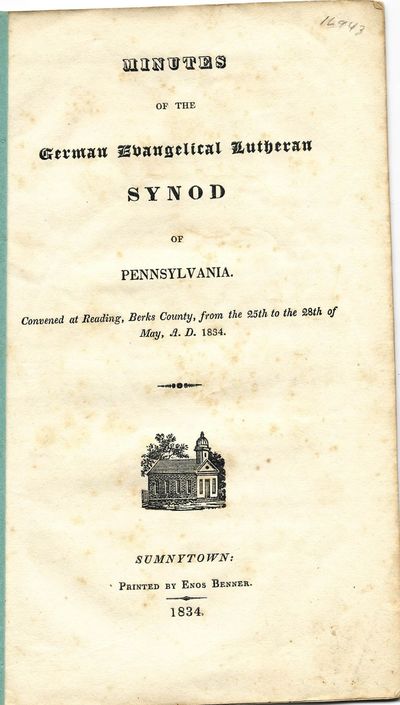 16943
MINUTES
OF THE
German Evangelical Lutheran
SYNOD
OF
PENNSYLVANIA.
Convened at Reading, Berks County, from the 25th to the 28th of
May, A. D. 1834.
SUMNYTOWN:
PRINTED BY ENOS BENNER.
1834.